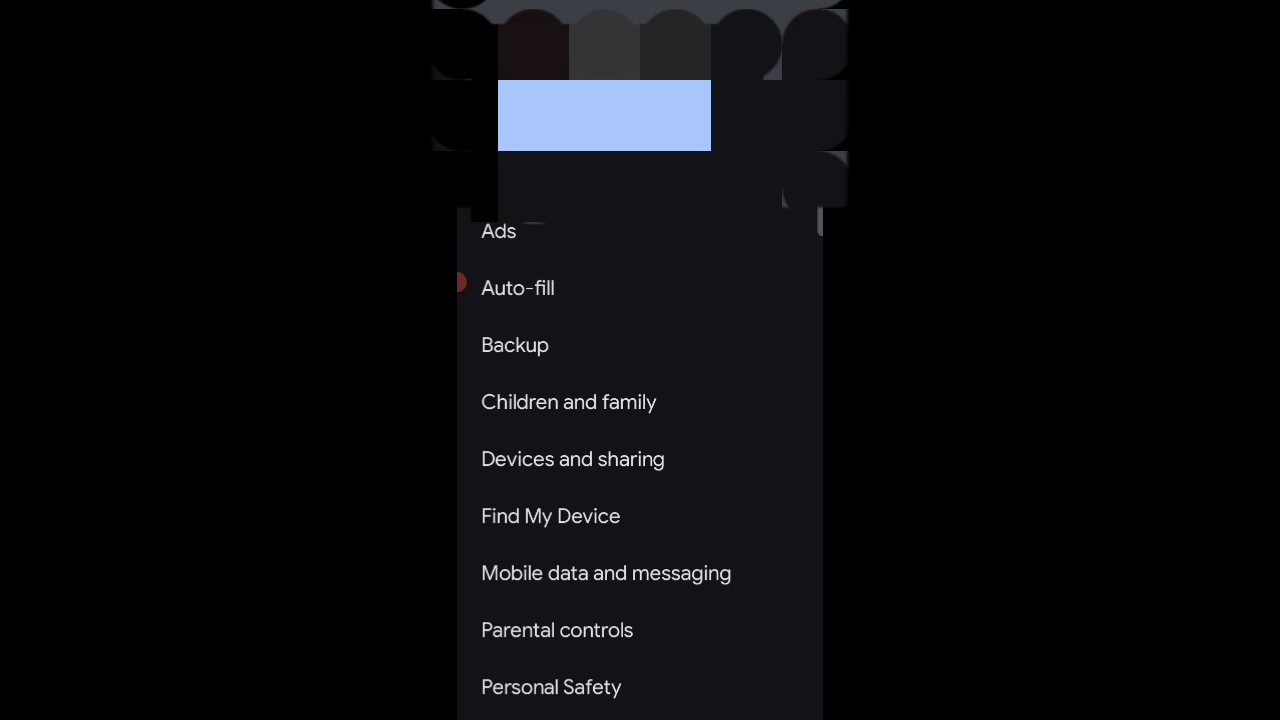 Ads
Auto-fill
Backup
Children and family
Devices and sharing
Find My Device
Mobile data and messaging
Parental controls
Personal Safety